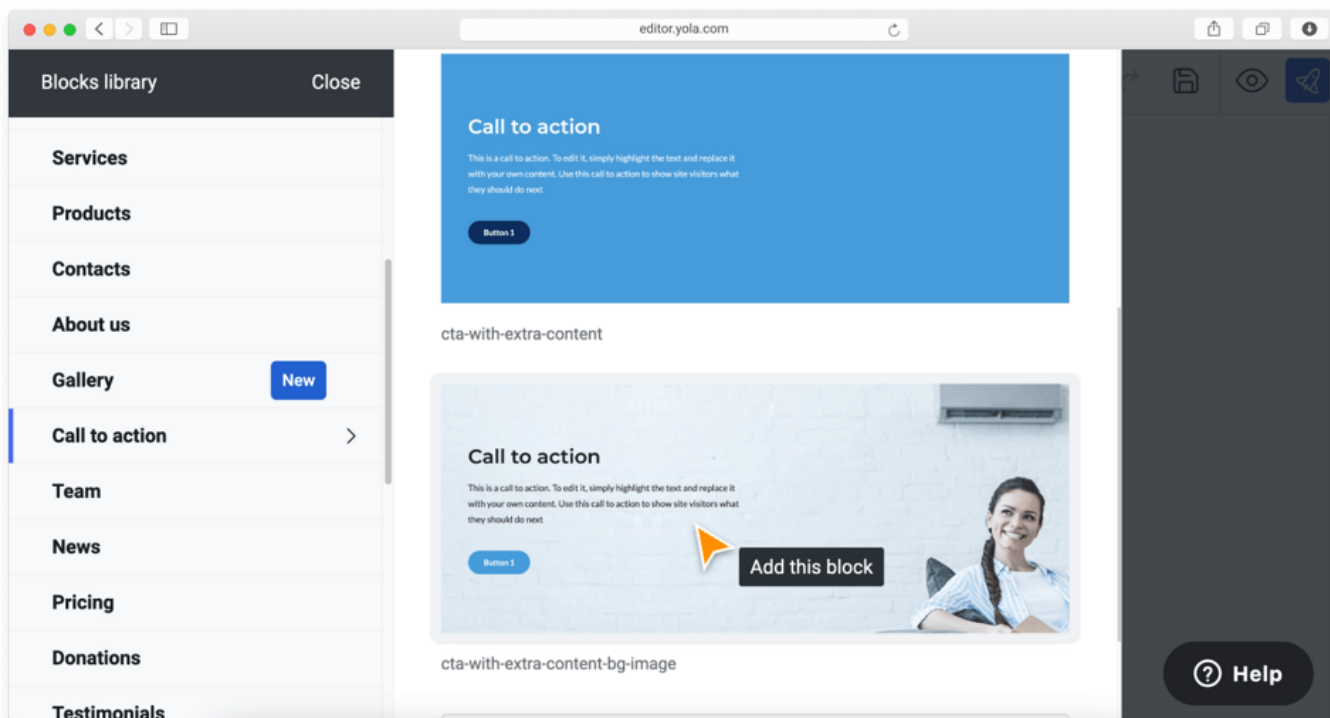 editor.yola.com
Blocks library
Close
Services
Products
Contacts
About us
Gallery
New
Call to action
Team
News
Pricing
Donations
Testimonials
Call to action
This is a call to action. To edit it, simply highlight the text and replace it
with your own content. Use this call to action to show site visitors what
they should do next
Button 1
cta-with-extra-content
Call to action
This is a call to action. To edit it, simply highlight the text and replace it
with your own content. Use this call to action to show site visitors what
they should do next
Button 1
Add this block
cta-with-extra-content-bg-image
? Help